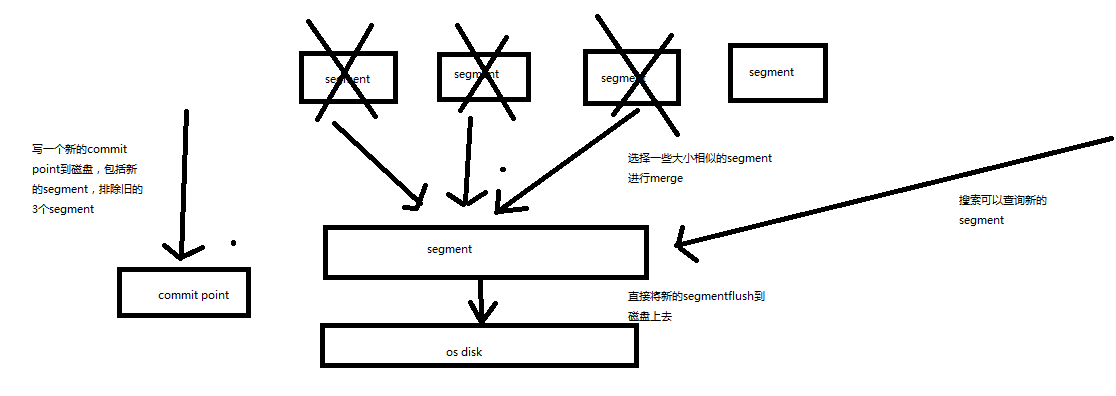 segment
segment
segment
segment
写一个新的commit
point到磁盘，包括新
的segment，排除旧的
3个segment
选择一些大小相似的segment
进行merge
搜索可以查询新的
segment
segment
commit point
直接将新的segmentflush到
磁盘上去
os disk